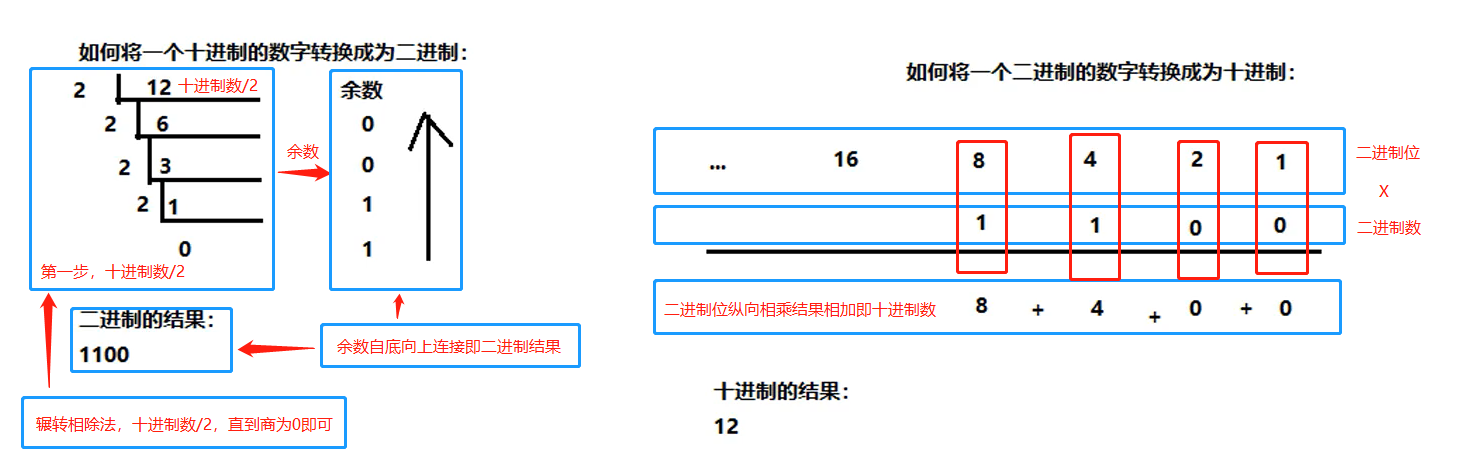 如何将一个十进制的数字转换成为二进制：
2 12 十进制数/2
2 6
2 3
2 1
0
第一步，十进制数/2
余数
余数
0
0
1
1
二进制的结果：
1100
余数自底向上连接即二进制结果
辗转相除法，十进制数/2，直到商为0即可
如何将一个二进制的数字转换成为十进制：
... 16 8 4 2 1 二进制位
X
1 1 0 0 二进制数
二进制位纵向相乘结果相加即十进制数 8 + 4 + 0 + 0
十进制的结果：
12